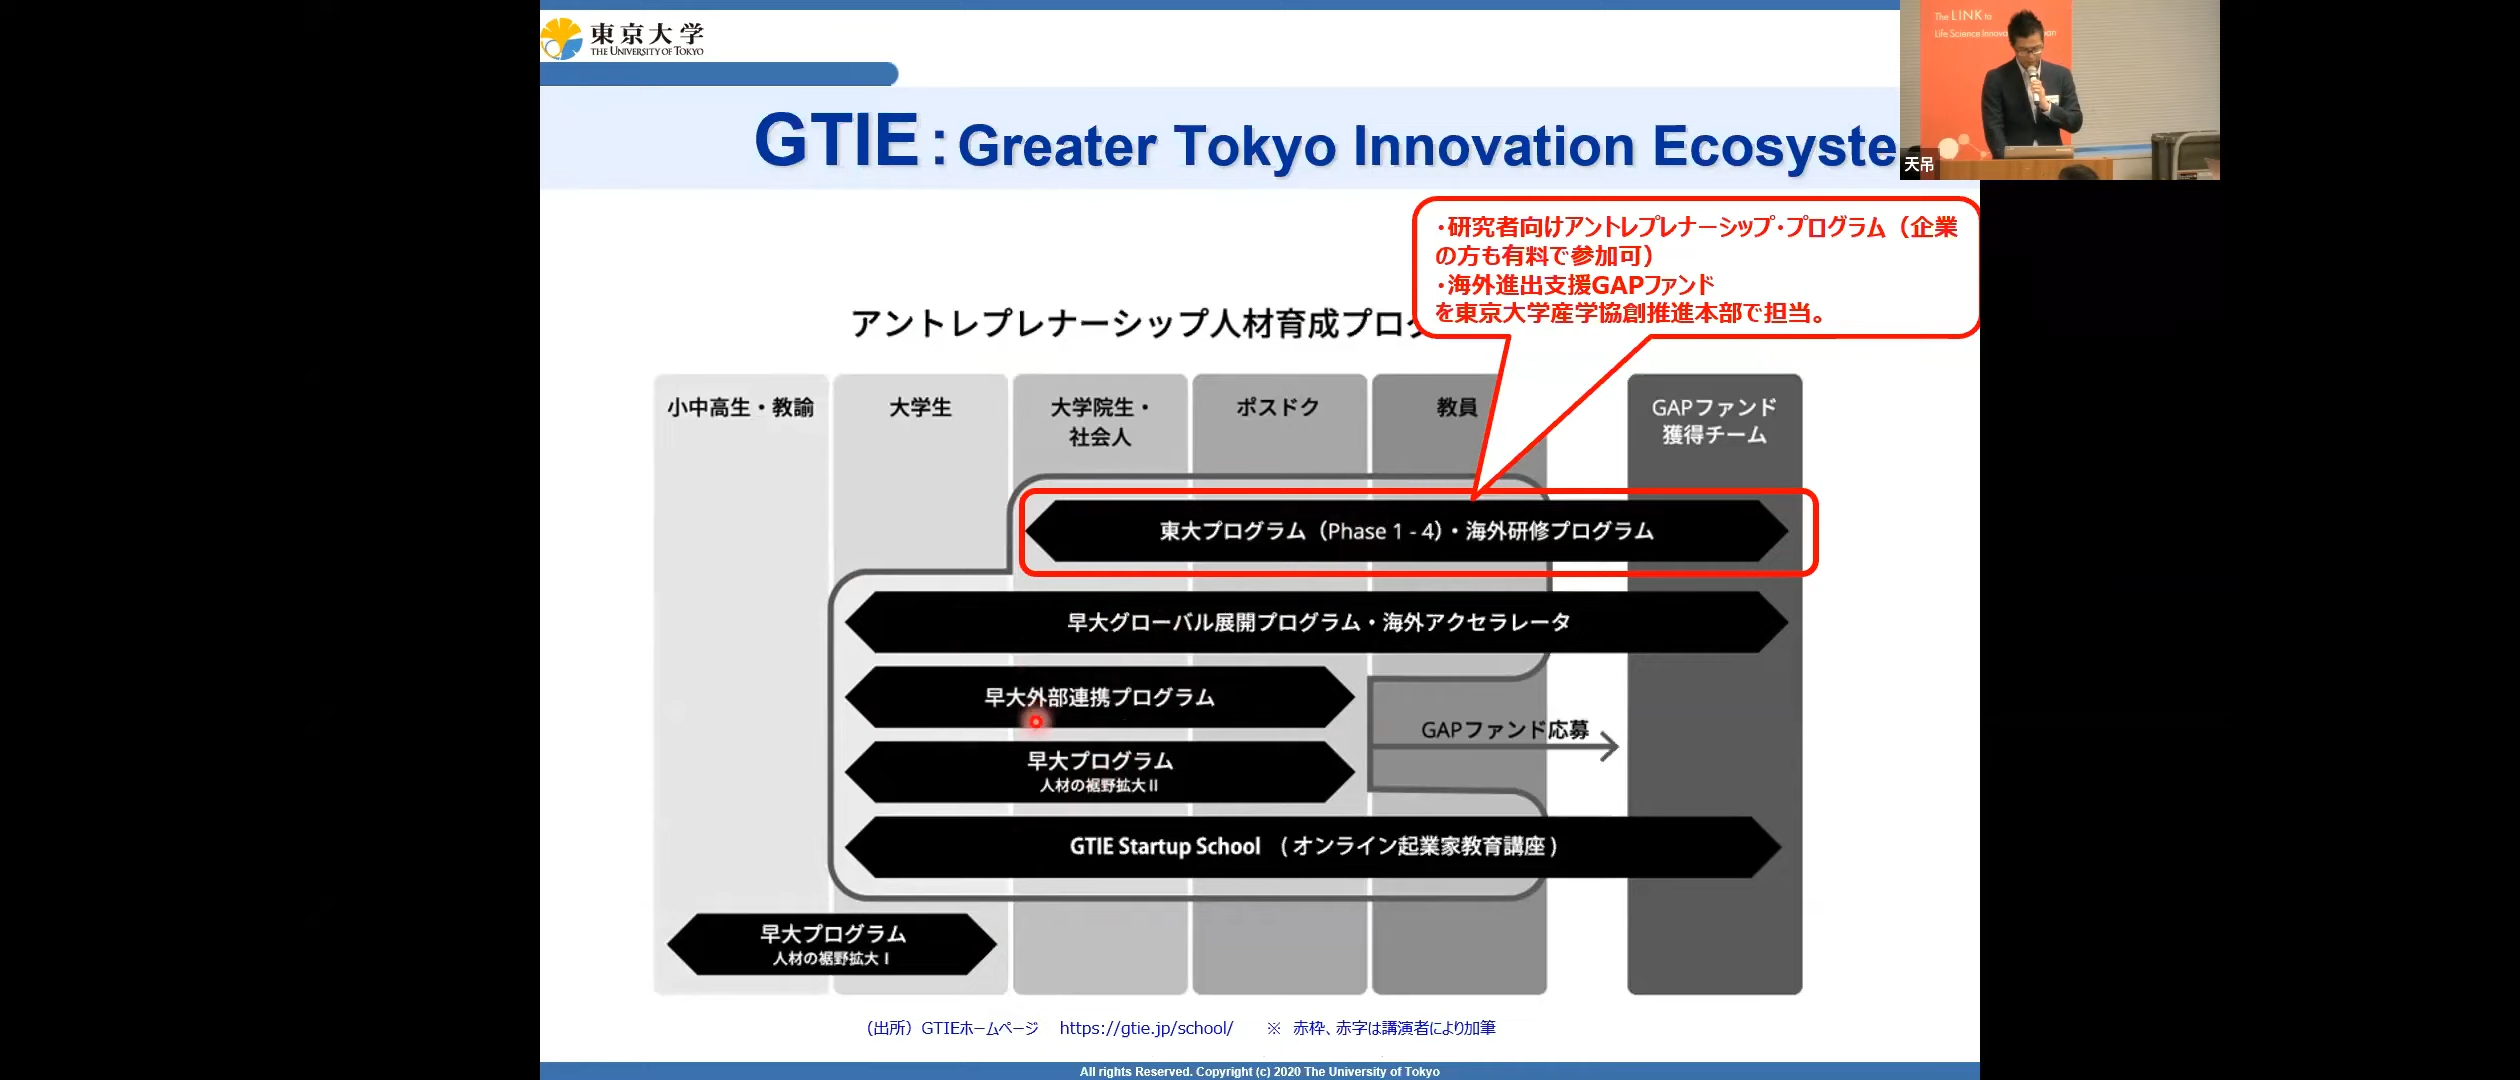 東京大学
THE UNIVERSITY OF TOKYO
The LINK to
Life Science Innova
天吊
GTIE：Greater Tokyo Innovation Ecosyste
・研究者向けアントレプレナーシップ・プログラム（企業
の方も有料で参加可）
・海外進出支援GAPファンド
を東京大学産学協創推進本部で担当。
アントレプレナーシップ人材育成プログ
小中高生・教諭
大学生
大学院生・
社会人
ポスドク
教員
GAPファンド
獲得チーム
東大プログラム（Phase 1 - 4）・海外研修プログラム
早大グローバル展開プログラム・海外アクセラレータ
早大外部連携プログラム
GAPファンド応募
早大プログラム
人材の裾野拡大Ⅱ
GTIE Startup School （オンライン起業家教育講座）
早大プログラム
人材の裾野拡大Ⅰ
（出所）GTIEホームページ https://gtie.jp/school/ ※ 赤枠、赤字は講演者により加筆
All rights Reserved. Copyright (c) 2020 The University of Tokyo